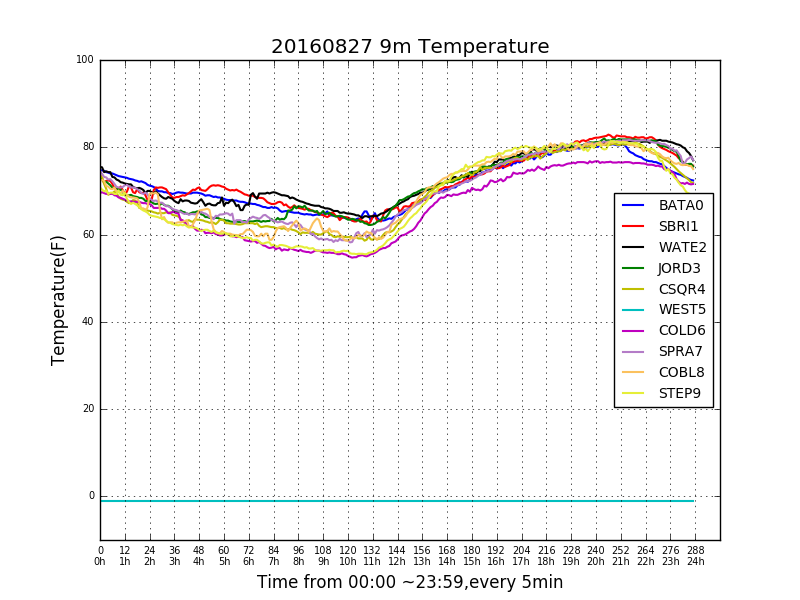 20160827 9m Temperature
Temperature(F)
100
80
60
40
20
0
BATA0
SBRI1
WATE2
JORD3
CSQR4
WEST5
COLD6
SPRA7
COBL8
STEP9
0 12 24 36 48 60 72 84 96 108 120 132 144 156 168 180 192 204 216 228 240 252 264 276 288
0h 1h 2h 3h 4h 5h 6h 7h 8h 9h 10h 11h 12h 13h 14h 15h 16h 17h 18h 19h 20h 21h 22h 23h 24h
Time from 00:00 ~23:59,every 5min